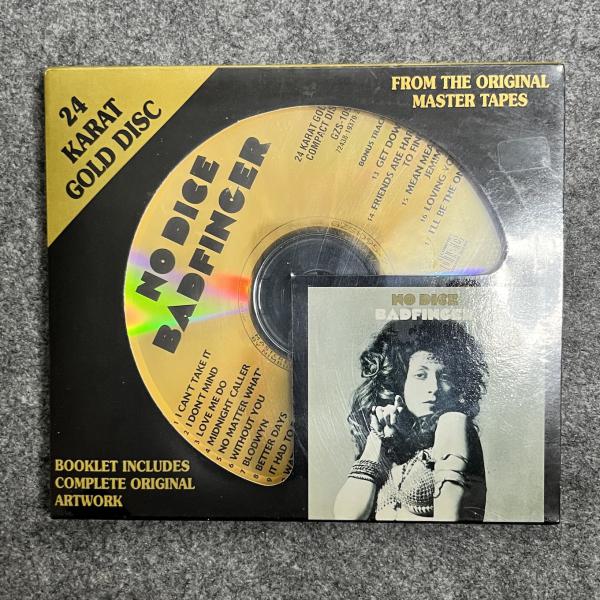 24
KARAT
GOLD DISC
FROM THE ORIGINAL
MASTER TAPES
NO DICE
BADFINGER
24 KARAT GOLD
COMPACT DISC
BONUS TRACKS
13 GET DOWN
14 FRIENDS ARE HARD
TO FIND
15 MEAN MEAN
JEMIMA
16 LOVING YOU
17 I'LL BE THE ONE
1 I CAN'T TAKE IT
2 I DON'T MIND
3 LOVE ME DO
4 MIDNIGHT CALLER
5 NO MATTER WHAT
6 WITHOUT YOU
7 BLODWYN
8 BETTER DAYS
9 IT HAD TO
NO DICE
BADFINGER
BOOKLET INCLUDES
COMPLETE ORIGINAL
ARTWORK